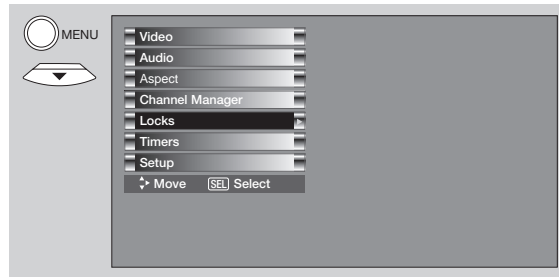 MENU
Video
Audio
Aspect
Channel Manager
Locks
Timers
Setup
Move SEL Select